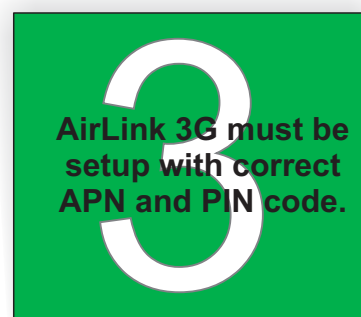 3
AirLink 3G must be
setup with correct
APN and PIN code.